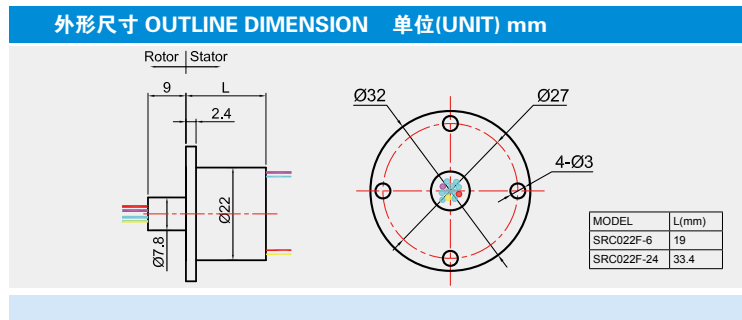 外形尺寸 OUTLINE DIMENSION 单位(UNIT) mm
Rotor Stator
9 L
2.4
Ø22
Ø7.8
Ø32 Ø27
4-Ø3
MODEL L(mm)
SRC022F-6 19
SRC022F-24 33.4